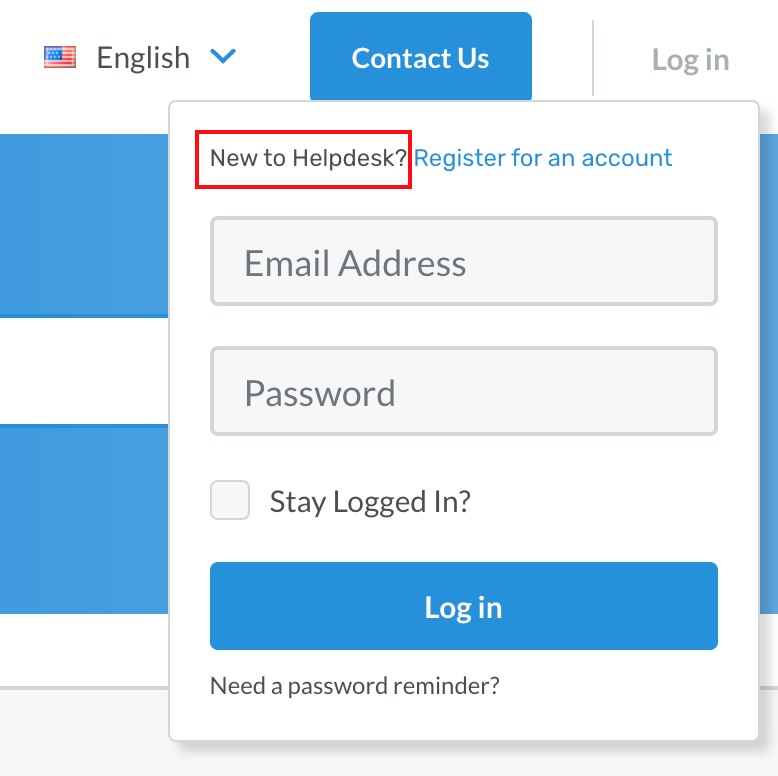 English
Contact Us
Log in
New to Helpdesk? Register for an account
Email Address
Password
Stay Logged In?
Log in
Need a password reminder?